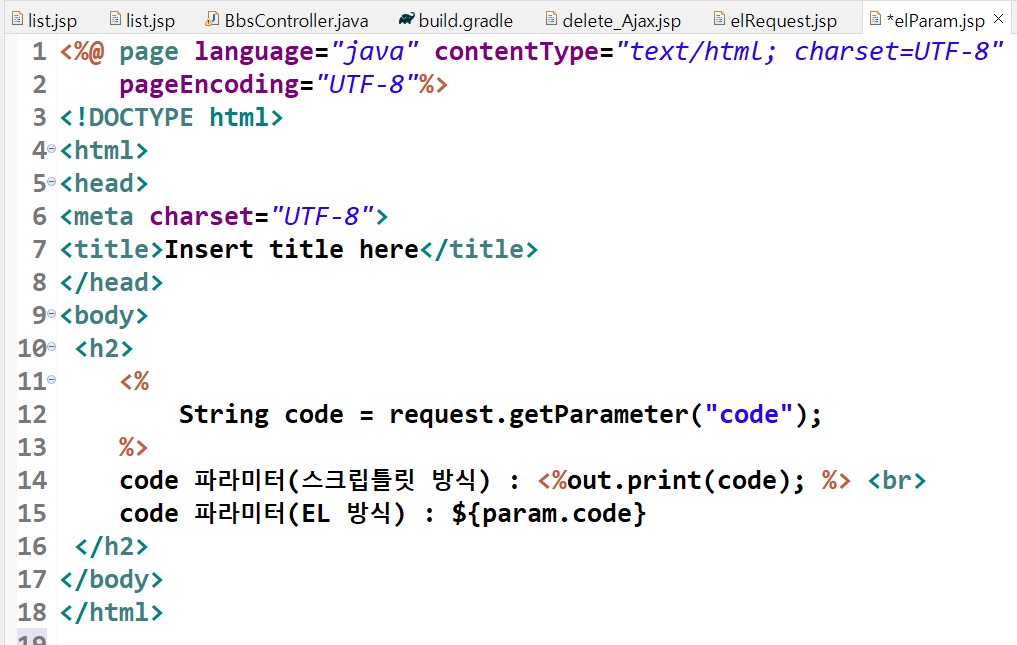 list.jsp list.jsp BbsController.java build.gradle delete_Ajax.jsp elRequest.jsp *elParam.jsp
1 <%@ page language="java" contentType="text/html; charset=UTF-8"
2     pageEncoding="UTF-8"%>
3 <!DOCTYPE html>
4 <html>
5 <head>
6 <meta charset="UTF-8">
7 <title>Insert title here</title>
8 </head>
9 <body>
10  <h2>
11     <%
12         String code = request.getParameter("code");
13     %>
14     code 파라미터(스크립틀릿 방식) : <%out.print(code); %> <br>
15     code 파라미터(EL 방식) : ${param.code}
16  </h2>
17 </body>
18 </html>
19